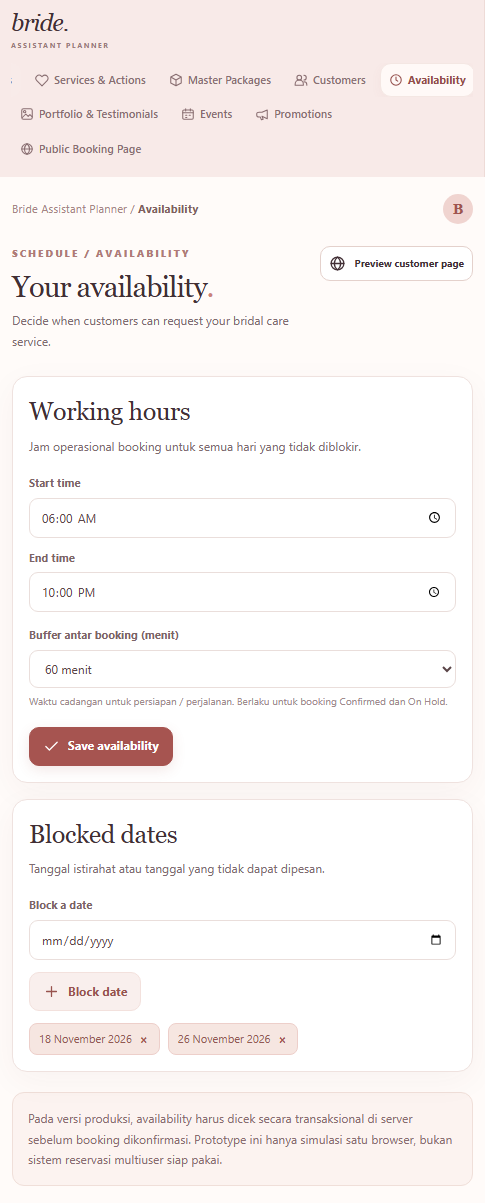 bride.
ASSISTANT PLANNER
Services & Actions
Master Packages
Customers
Availability
Portfolio & Testimonials
Events
Promotions
Public Booking Page
Bride Assistant Planner / Availability
B
SCHEDULE / AVAILABILITY
Preview customer page
Your availability.
Decide when customers can request your bridal care
service.
Working hours
Jam operasional booking untuk semua hari yang tidak diblokir.
Start time
06:00 AM
End time
10:00 PM
Buffer antar booking (menit)
60 menit
Waktu cadangan untuk persiapan / perjalanan. Berlaku untuk booking Confirmed dan On Hold.
Save availability
Blocked dates
Tanggal istirahat atau tanggal yang tidak dapat dipesan.
Block a date
mm/dd/yyyy
+ Block date
18 November 2026 ×
26 November 2026 ×
Pada versi produksi, availability harus dicek secara transaksional di server
sebelum booking dikonfirmasi. Prototype ini hanya simulasi satu browser, bukan
sistem reservasi multiuser siap pakai.